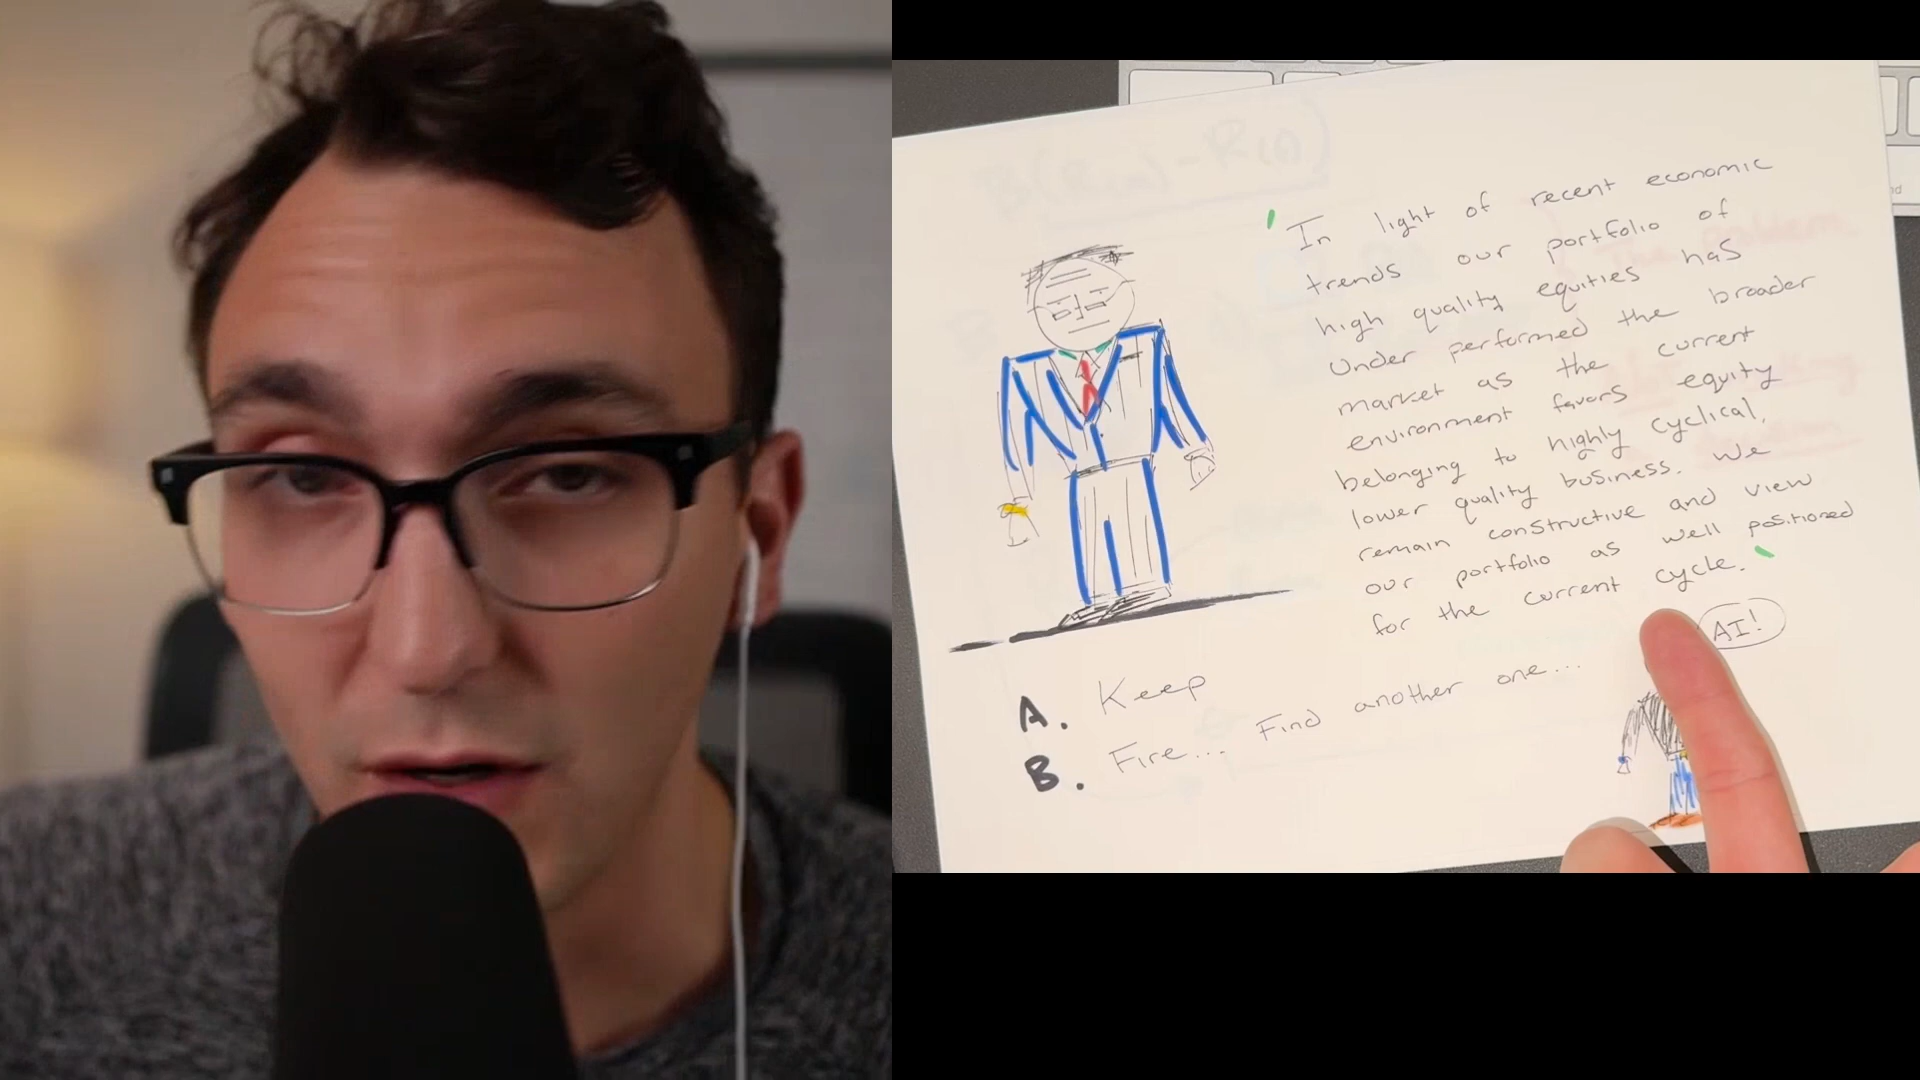 'In light of recent economic
trends our portfolio of
high quality equities has
Under performed the broader
market as the current
environment favors equity
belonging to highly cyclical,
lower quality business. We
remain constructive and view
our portfolio as well positioned
for the current cycle.'
AI!
A. Keep
B. Fire... Find another one...